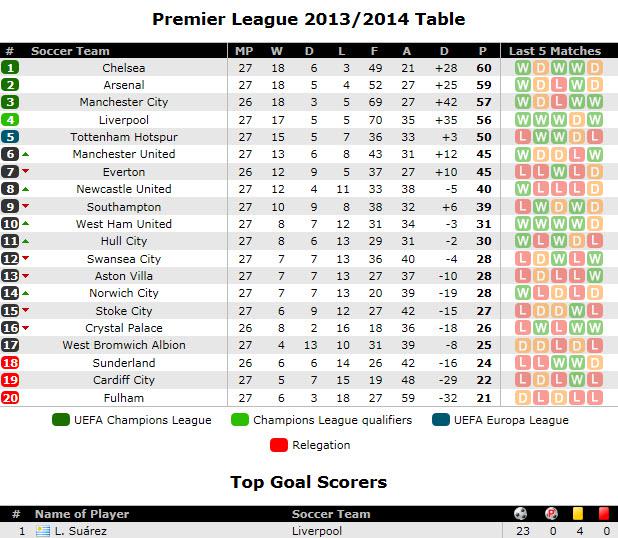 Premier League 2013/2014 Table
# Soccer Team MP W D L F A D P Last 5 Matches
1 Chelsea 27 18 6 3 49 21 +28 60 W D W W D
2 Arsenal 27 18 5 4 52 27 +25 59 W D L W D
3 Manchester City 26 18 3 5 69 27 +42 57 W D L W W
4 Liverpool 27 17 5 5 70 35 +35 56 W W W D W
5 Tottenham Hotspur 27 15 5 7 36 33 +3 50 L W W D L
6 Manchester United 27 13 6 8 43 31 +12 45 W D D L W
7 Everton 26 12 9 5 37 27 +10 45 L L W L D
8 Newcastle United 27 12 4 11 33 38 -5 40 W L L L D
9 Southampton 27 10 9 8 38 32 +6 39 L W D W D
10 West Ham United 27 8 7 12 31 34 -3 31 W W W W D
11 Hull City 27 8 6 13 29 31 -2 30 W L W D L
12 Swansea City 27 7 7 13 36 40 -4 28 L D W L W
13 Aston Villa 27 7 7 13 27 37 -10 28 L D L L W
14 Norwich City 27 7 7 13 20 39 -19 28 W L D L D
15 Stoke City 27 6 9 12 27 42 -15 27 L D D W L
16 Crystal Palace 26 8 2 16 18 36 -18 26 L W L W W
17 West Bromwich Albion 27 4 13 10 31 39 -8 25 D D L D L
18 Sunderland 26 6 6 14 26 42 -16 24 L L W W D
19 Cardiff City 27 5 7 15 19 48 -29 22 L D L W L
20 Fulham 27 6 3 18 27 59 -32 21 D L D L L
UEFA Champions League Champions League qualifiers UEFA Europa League
Relegation
Top Goal Scorers
# Name of Player Soccer Team P
1 L. Suárez Liverpool 23 0 4 0